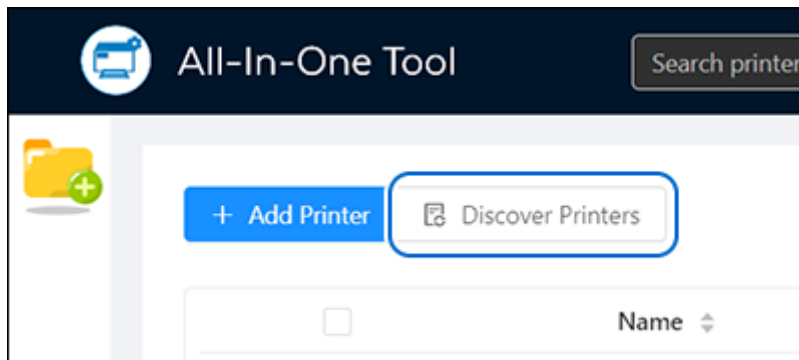 All-In-One Tool
Search printer
+ Add Printer
Discover Printers
Name